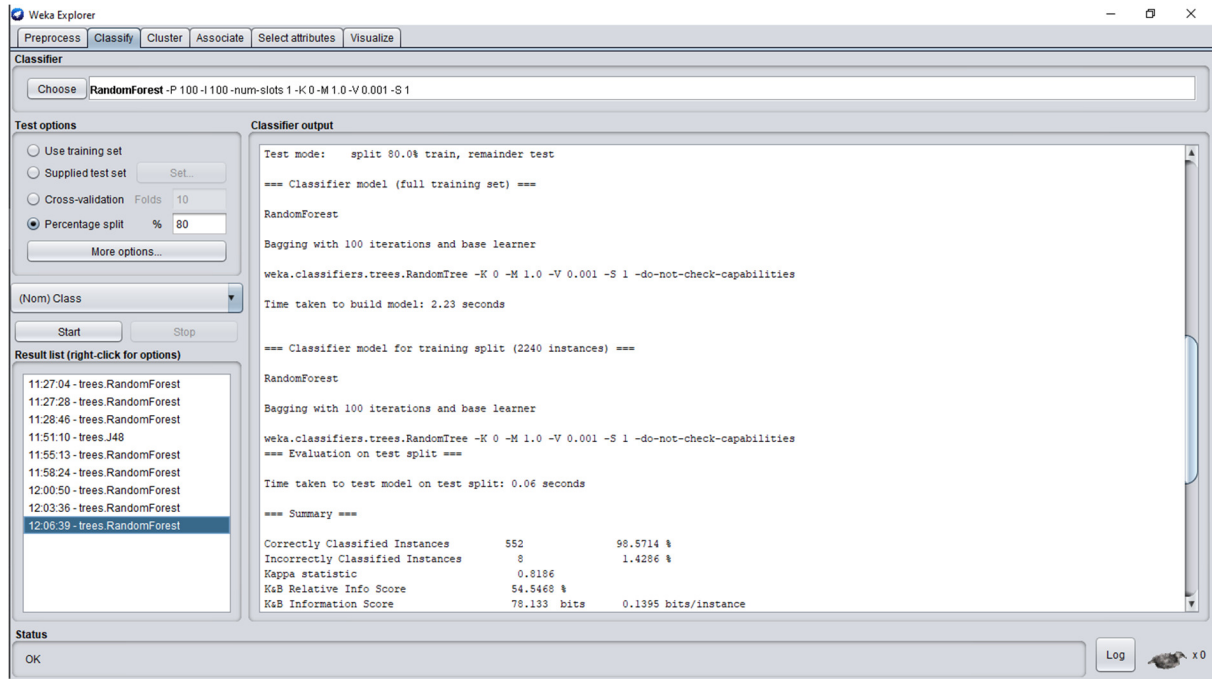 Weka Explorer
Preprocess Classify Cluster Associate Select attributes Visualize
Classifier
Choose RandomForest -P 100 -I 100 -num-slots 1 -K 0 -M 1.0 -V 0.001 -S 1
Test options
Use training set
Supplied test set Set...
Cross-validation Folds 10
Percentage split % 80
More options...
(Nom) Class
Start Stop
Result list (right-click for options)
11:27:04 - trees.RandomForest
11:27:28 - trees.RandomForest
11:28:46 - trees.RandomForest
11:51:10 - trees.J48
11:55:13 - trees.RandomForest
11:58:24 - trees.RandomForest
12:00:50 - trees.RandomForest
12:03:36 - trees.RandomForest
12:06:39 - trees.RandomForest
Classifier output
Test mode: split 80.0% train, remainder test
=== Classifier model (full training set) ===
RandomForest
Bagging with 100 iterations and base learner
weka.classifiers.trees.RandomTree -K 0 -M 1.0 -V 0.001 -S 1 -do-not-check-capabilities
Time taken to build model: 2.23 seconds
=== Classifier model for training split (2240 instances) ===
RandomForest
Bagging with 100 iterations and base learner
weka.classifiers.trees.RandomTree -K 0 -M 1.0 -V 0.001 -S 1 -do-not-check-capabilities
=== Evaluation on test split ===
Time taken to test model on test split: 0.06 seconds
=== Summary ===
Correctly Classified Instances 552 98.5714 %
Incorrectly Classified Instances 8 1.4286 %
Kappa statistic 0.8186
K&B Relative Info Score 54.5468 %
K&B Information Score 78.133 bits 0.1395 bits/instance
Status
OK
Log x 0